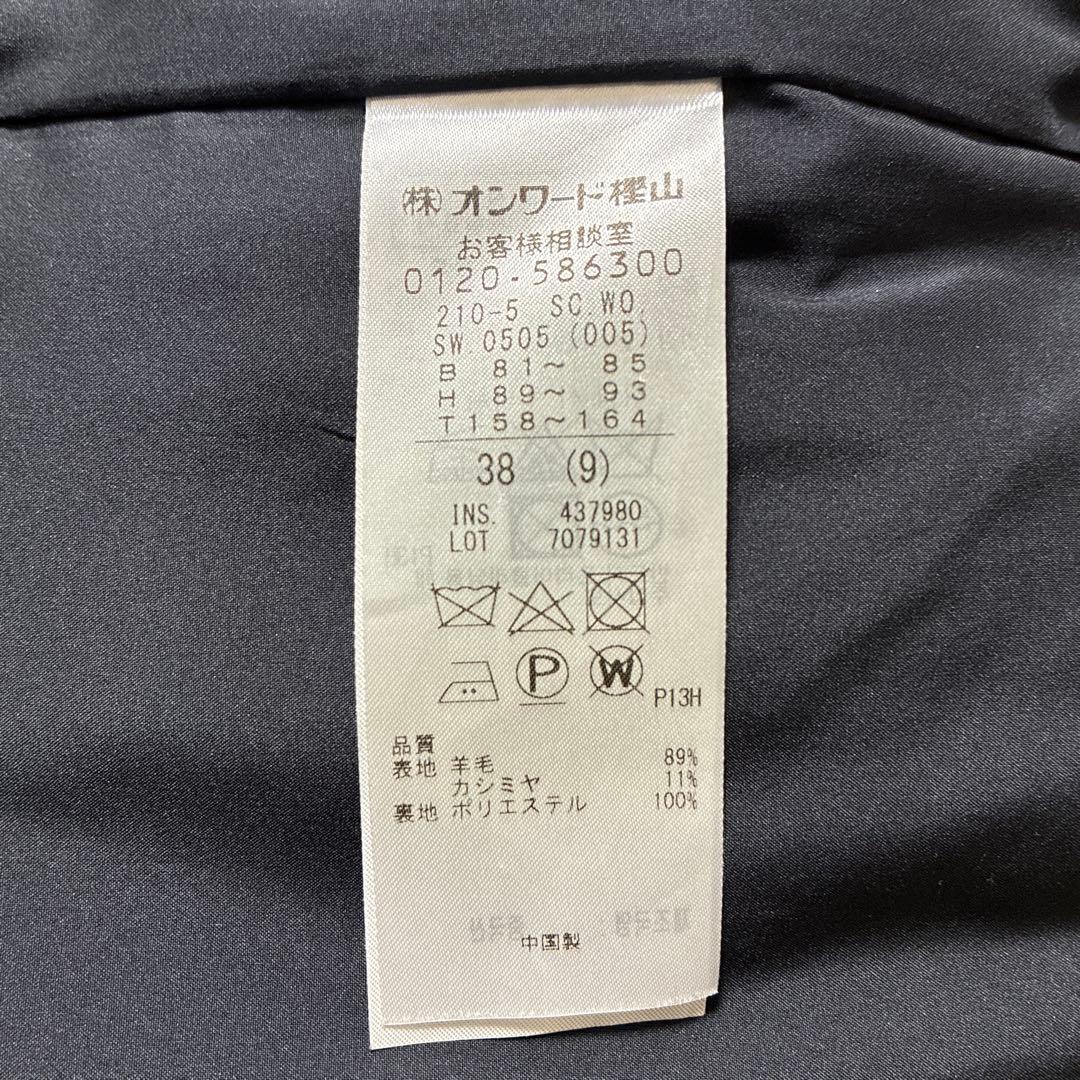 (株)オンワード樫山
お客様相談室
0120-586300
210-5 SC.WO.
SW.0505(005)
B 81～ 85
H 89～ 93
T158～164
38 (9)
INS. 437980
LOT 7079131
P W P13H
品質
表地 羊毛 89%
カシミヤ 11%
裏地 ポリエステル 100%
中国製